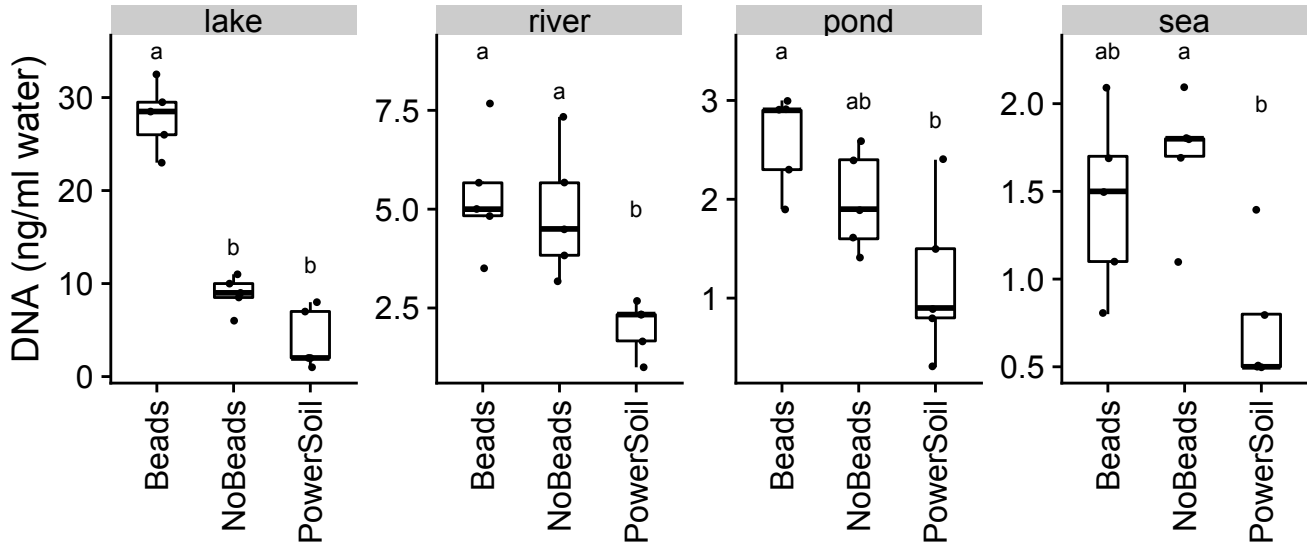 lake
river
pond
sea
DNA (ng/ml water)
30
20
10
0
a
b
b
Beads
NoBeads
PowerSoil
7.5
5.0
2.5
a
a
b
Beads
NoBeads
PowerSoil
3
2
1
a
ab
b
Beads
NoBeads
PowerSoil
2.0
1.5
1.0
0.5
ab
a
b
Beads
NoBeads
PowerSoil